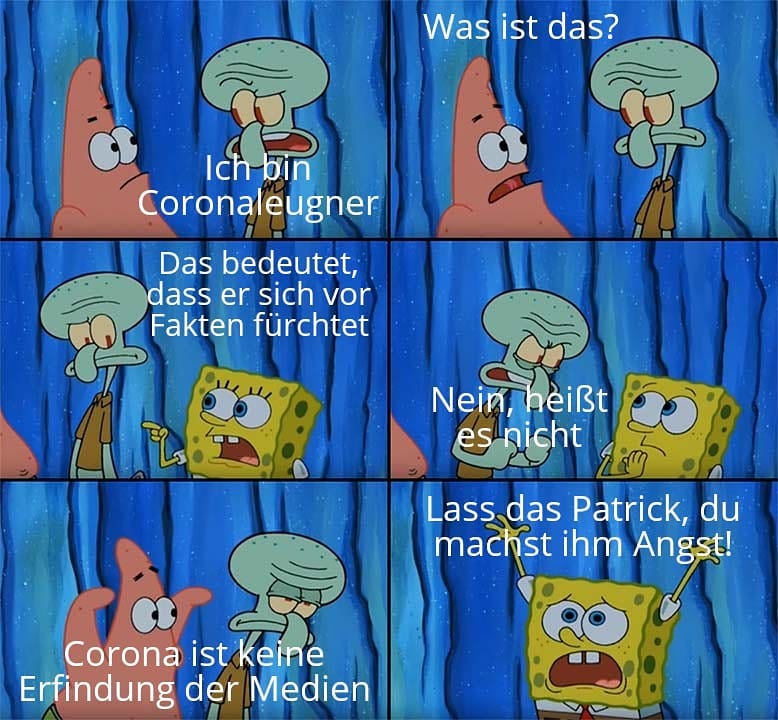 Ich bin
Coronaleugner
Was ist das?
Das bedeutet,
dass er sich vor
Fakten fürchtet
Nein, heißt
es nicht
Corona ist keine
Erfindung der Medien
Lass das Patrick, du
machst ihm Angst!